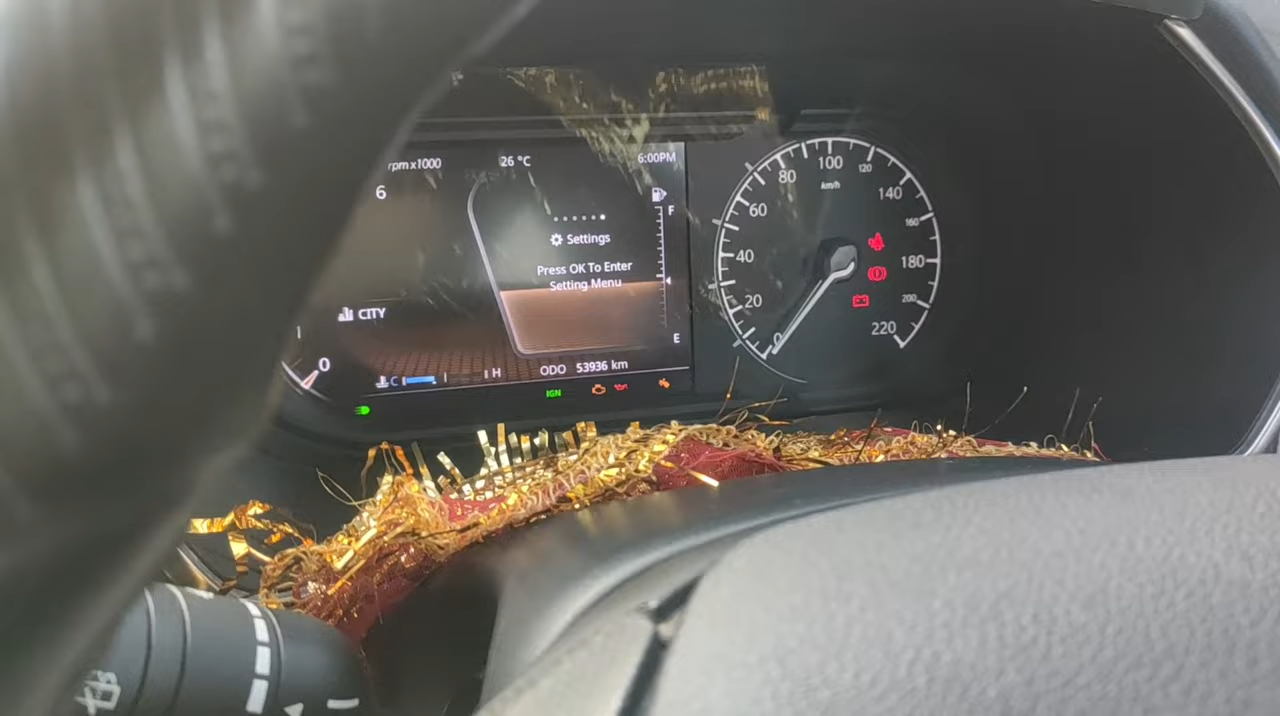 rpm x1000
26 °C
6:00PM
6
F
Settings
Press OK To Enter
Setting Menu
CITY
0
C
H
E
ODO 53936 km
IGN
0
20
40
60
80
100
120
140
160
180
200
220
km/h